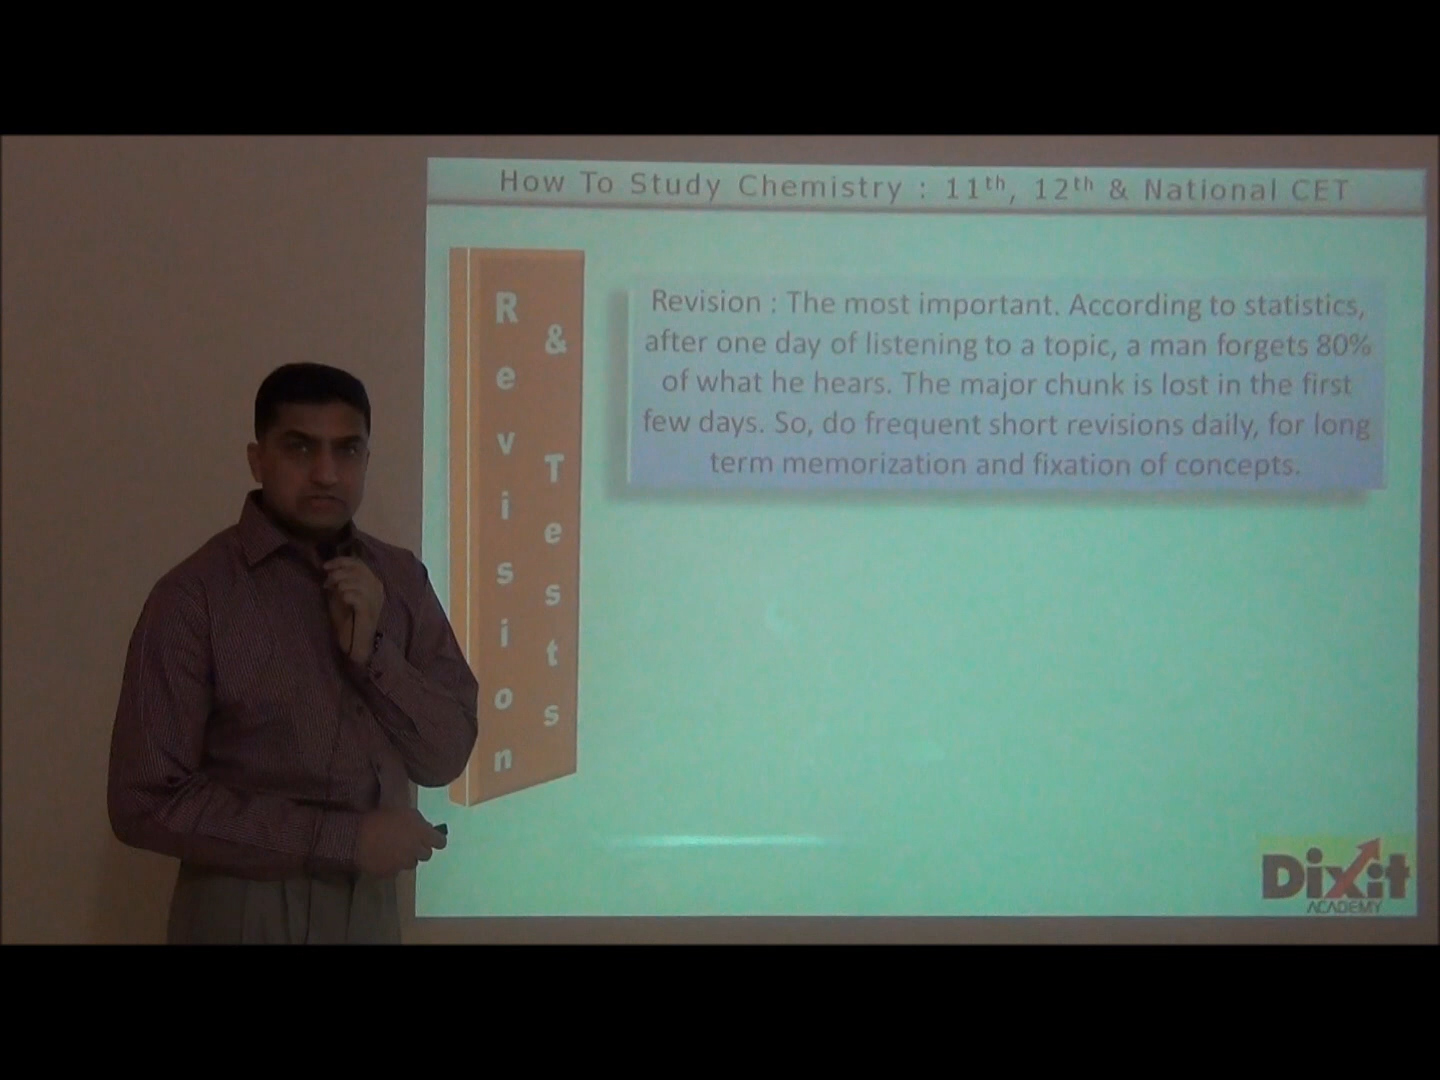 How To Study Chemistry : 11th, 12th & National CET
Revision
& Tests
Revision : The most important. According to statistics,
after one day of listening to a topic, a man forgets 80%
of what he hears. The major chunk is lost in the first
few days. So, do frequent short revisions daily, for long
term memorization and fixation of concepts.
Dixit
ACADEMY